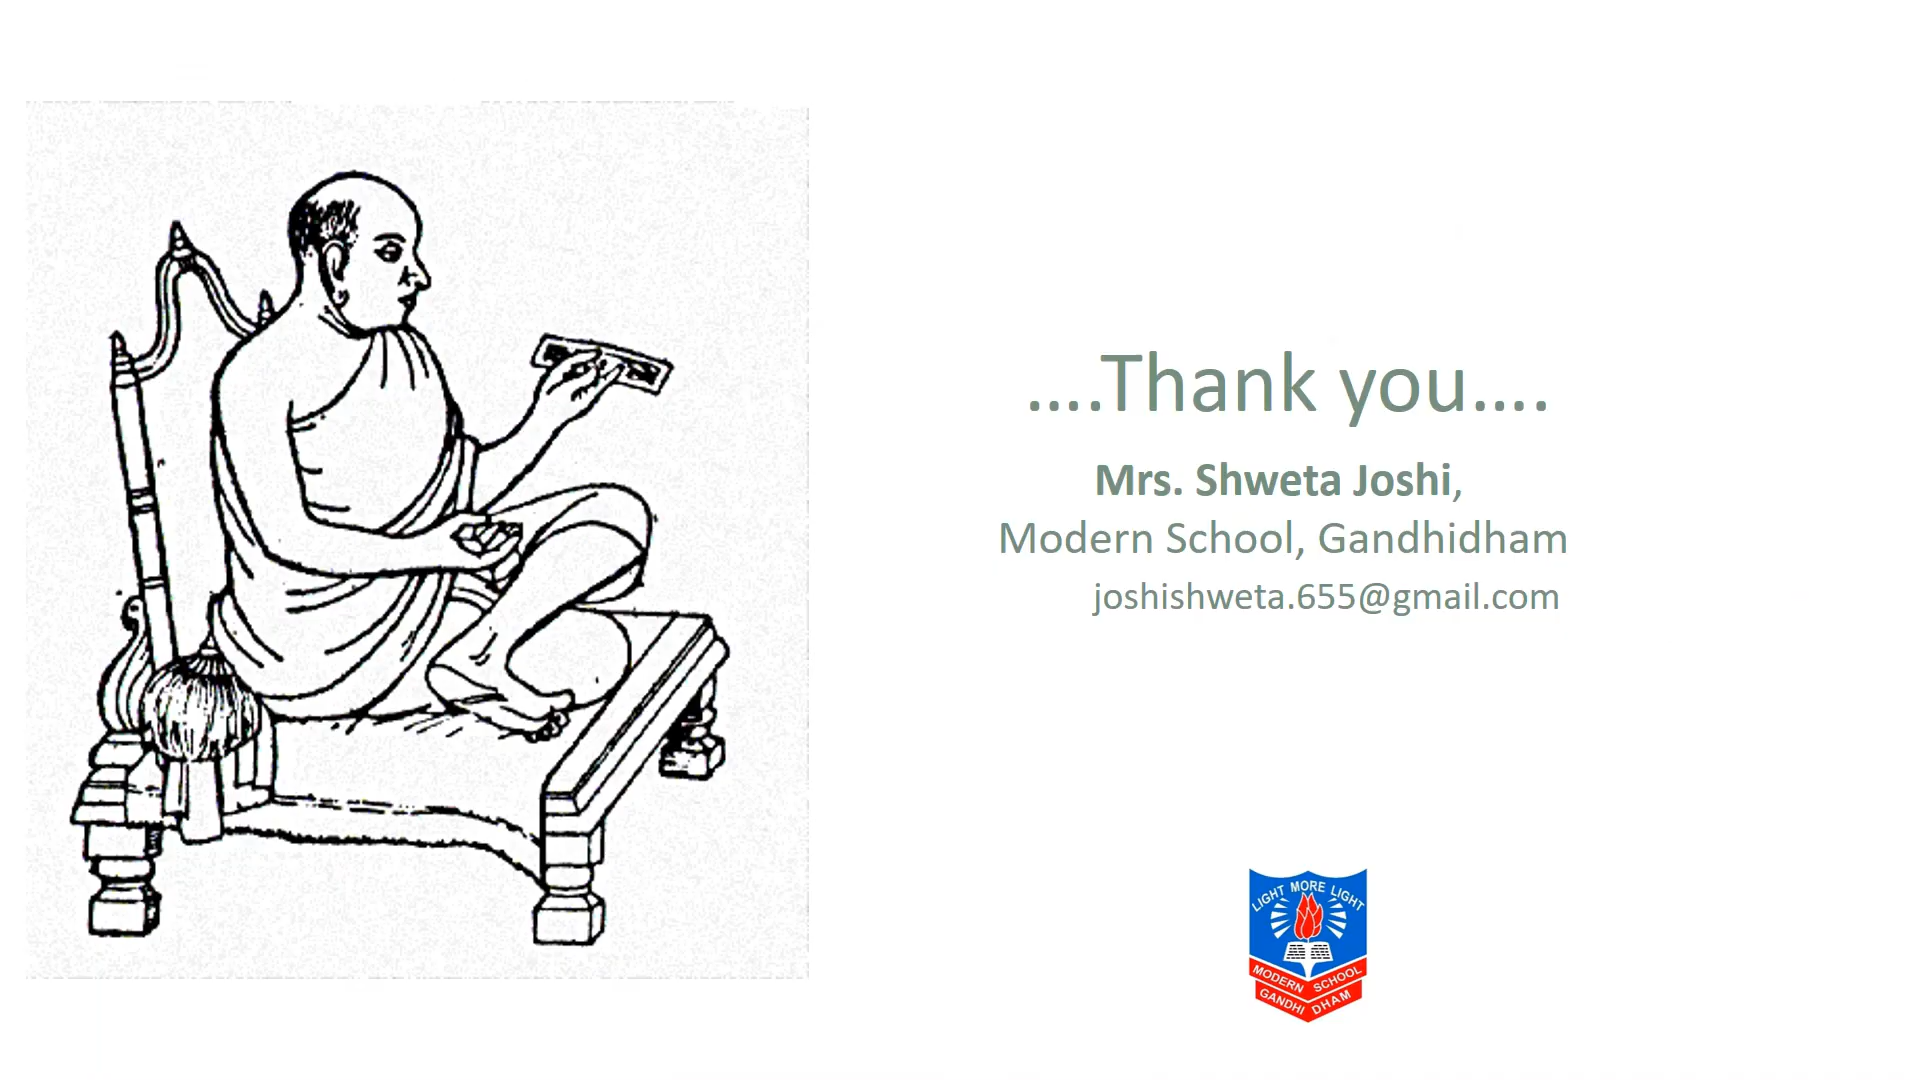 ....Thank you....
Mrs. Shweta Joshi,
Modern School, Gandhidham
joshishweta.655@gmail.com
LIGHT MORE LIGHT
MODERN SCHOOL
GANDHI DHAM